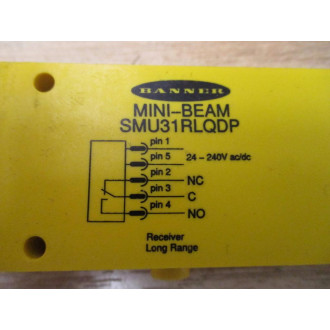 BANNER
MINI-BEAM
SMU31RLQDP
pin 1
pin 5 24-240V ac/dc
pin 2 NC
pin 3 C
pin 4 NO
Receiver
Long Range